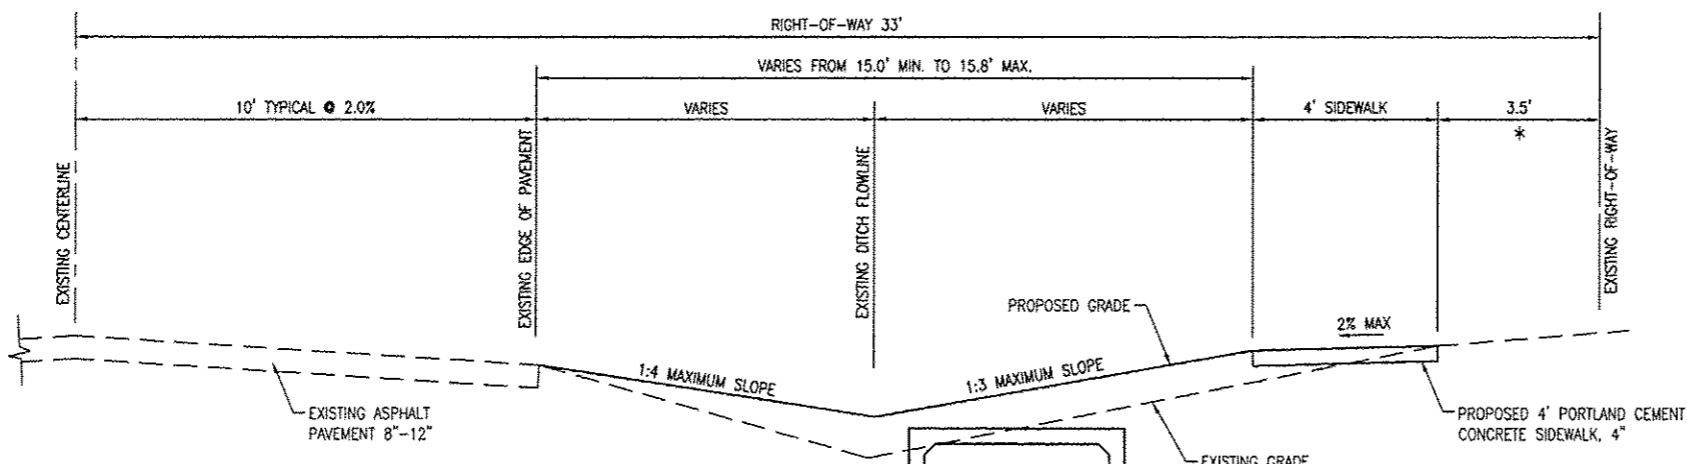 RIGHT-OF-WAY 33'
VARIES FROM 15.0' MIN. TO 15.8' MAX.
10' TYPICAL @ 2.0%
VARIES
VARIES
4' SIDEWALK
3.5'
*
EXISTING CENTERLINE
EXISTING EDGE OF PAVEMENT
EXISTING DITCH FLOWLINE
EXISTING RIGHT-OF-WAY
PROPOSED GRADE
2% MAX
1:4 MAXIMUM SLOPE
1:3 MAXIMUM SLOPE
EXISTING ASPHALT
PAVEMENT 8"-12"
PROPOSED 4' PORTLAND CEMENT
CONCRETE SIDEWALK, 4"
EXISTING GRADE